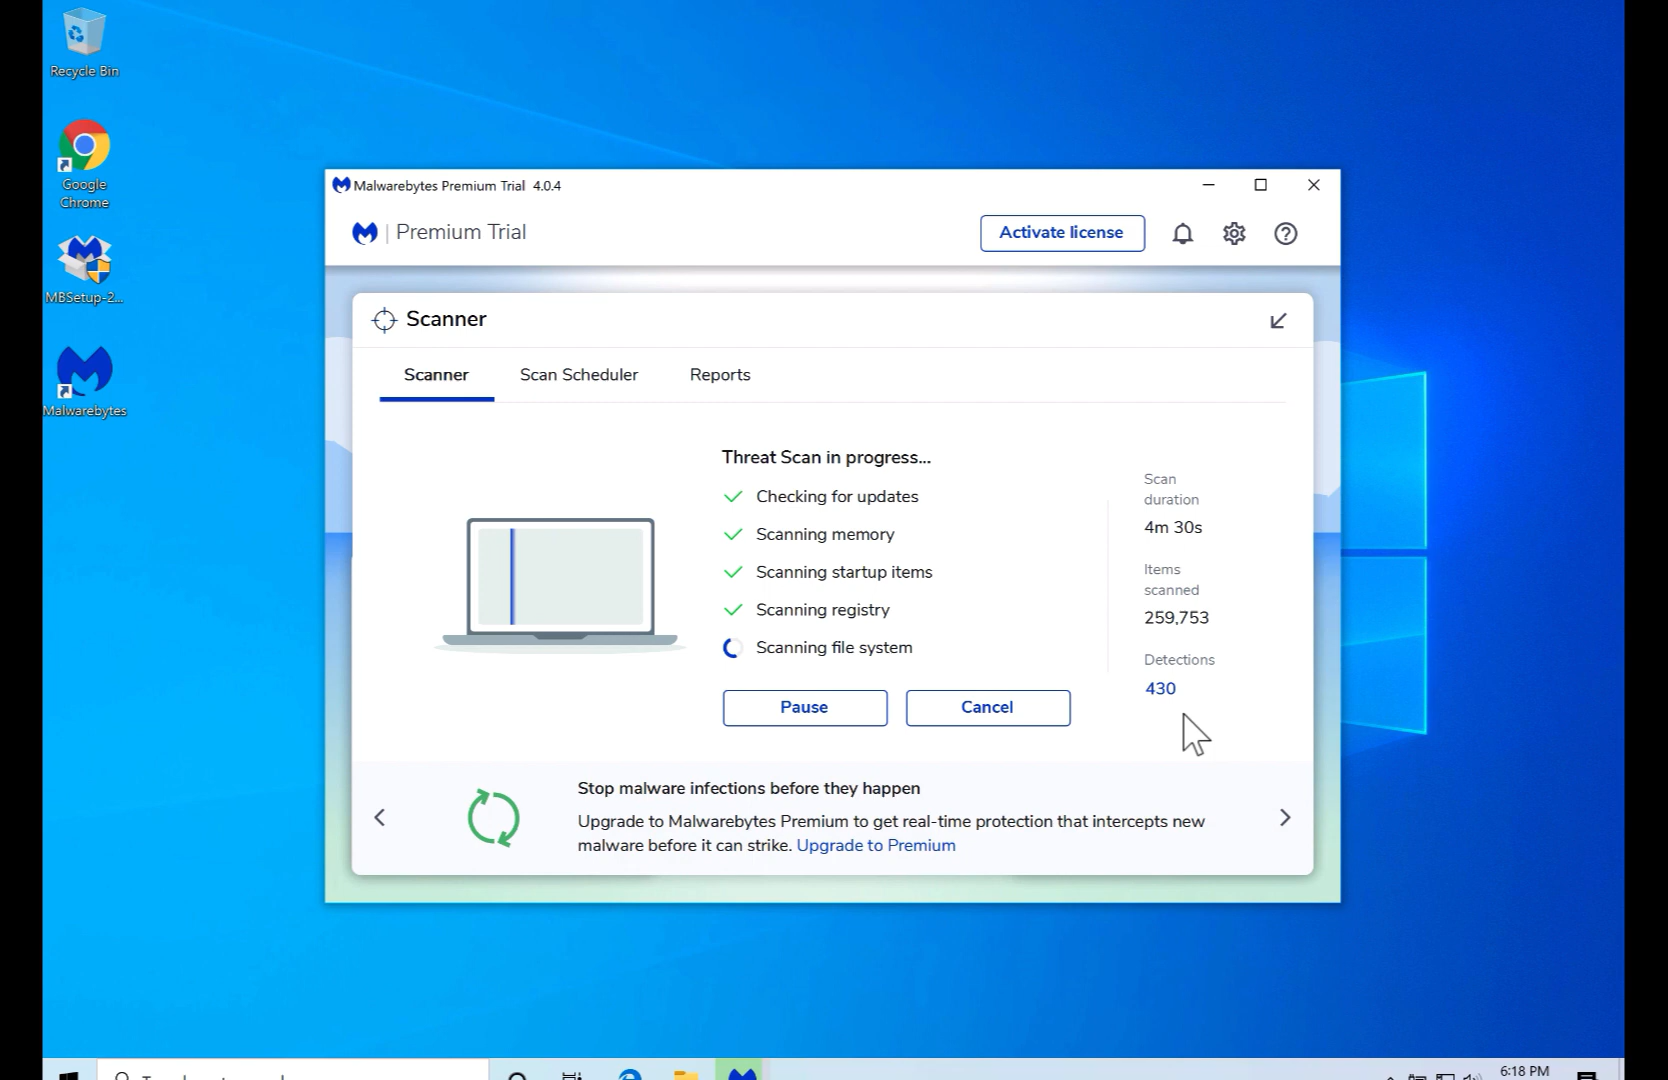 Recycle Bin
Google
Chrome
MBSetup-2...
Malwarebytes
Malwarebytes Premium Trial 4.0.4
Premium Trial
Activate license
Scanner
Scanner
Scan Scheduler
Reports
Threat Scan in progress...
Checking for updates
Scanning memory
Scanning startup items
Scanning registry
Scanning file system
Pause
Cancel
Scan
duration
4m 30s
Items
scanned
259,753
Detections
430
Stop malware infections before they happen
Upgrade to Malwarebytes Premium to get real-time protection that intercepts new
malware before it can strike. Upgrade to Premium
6:18 PM